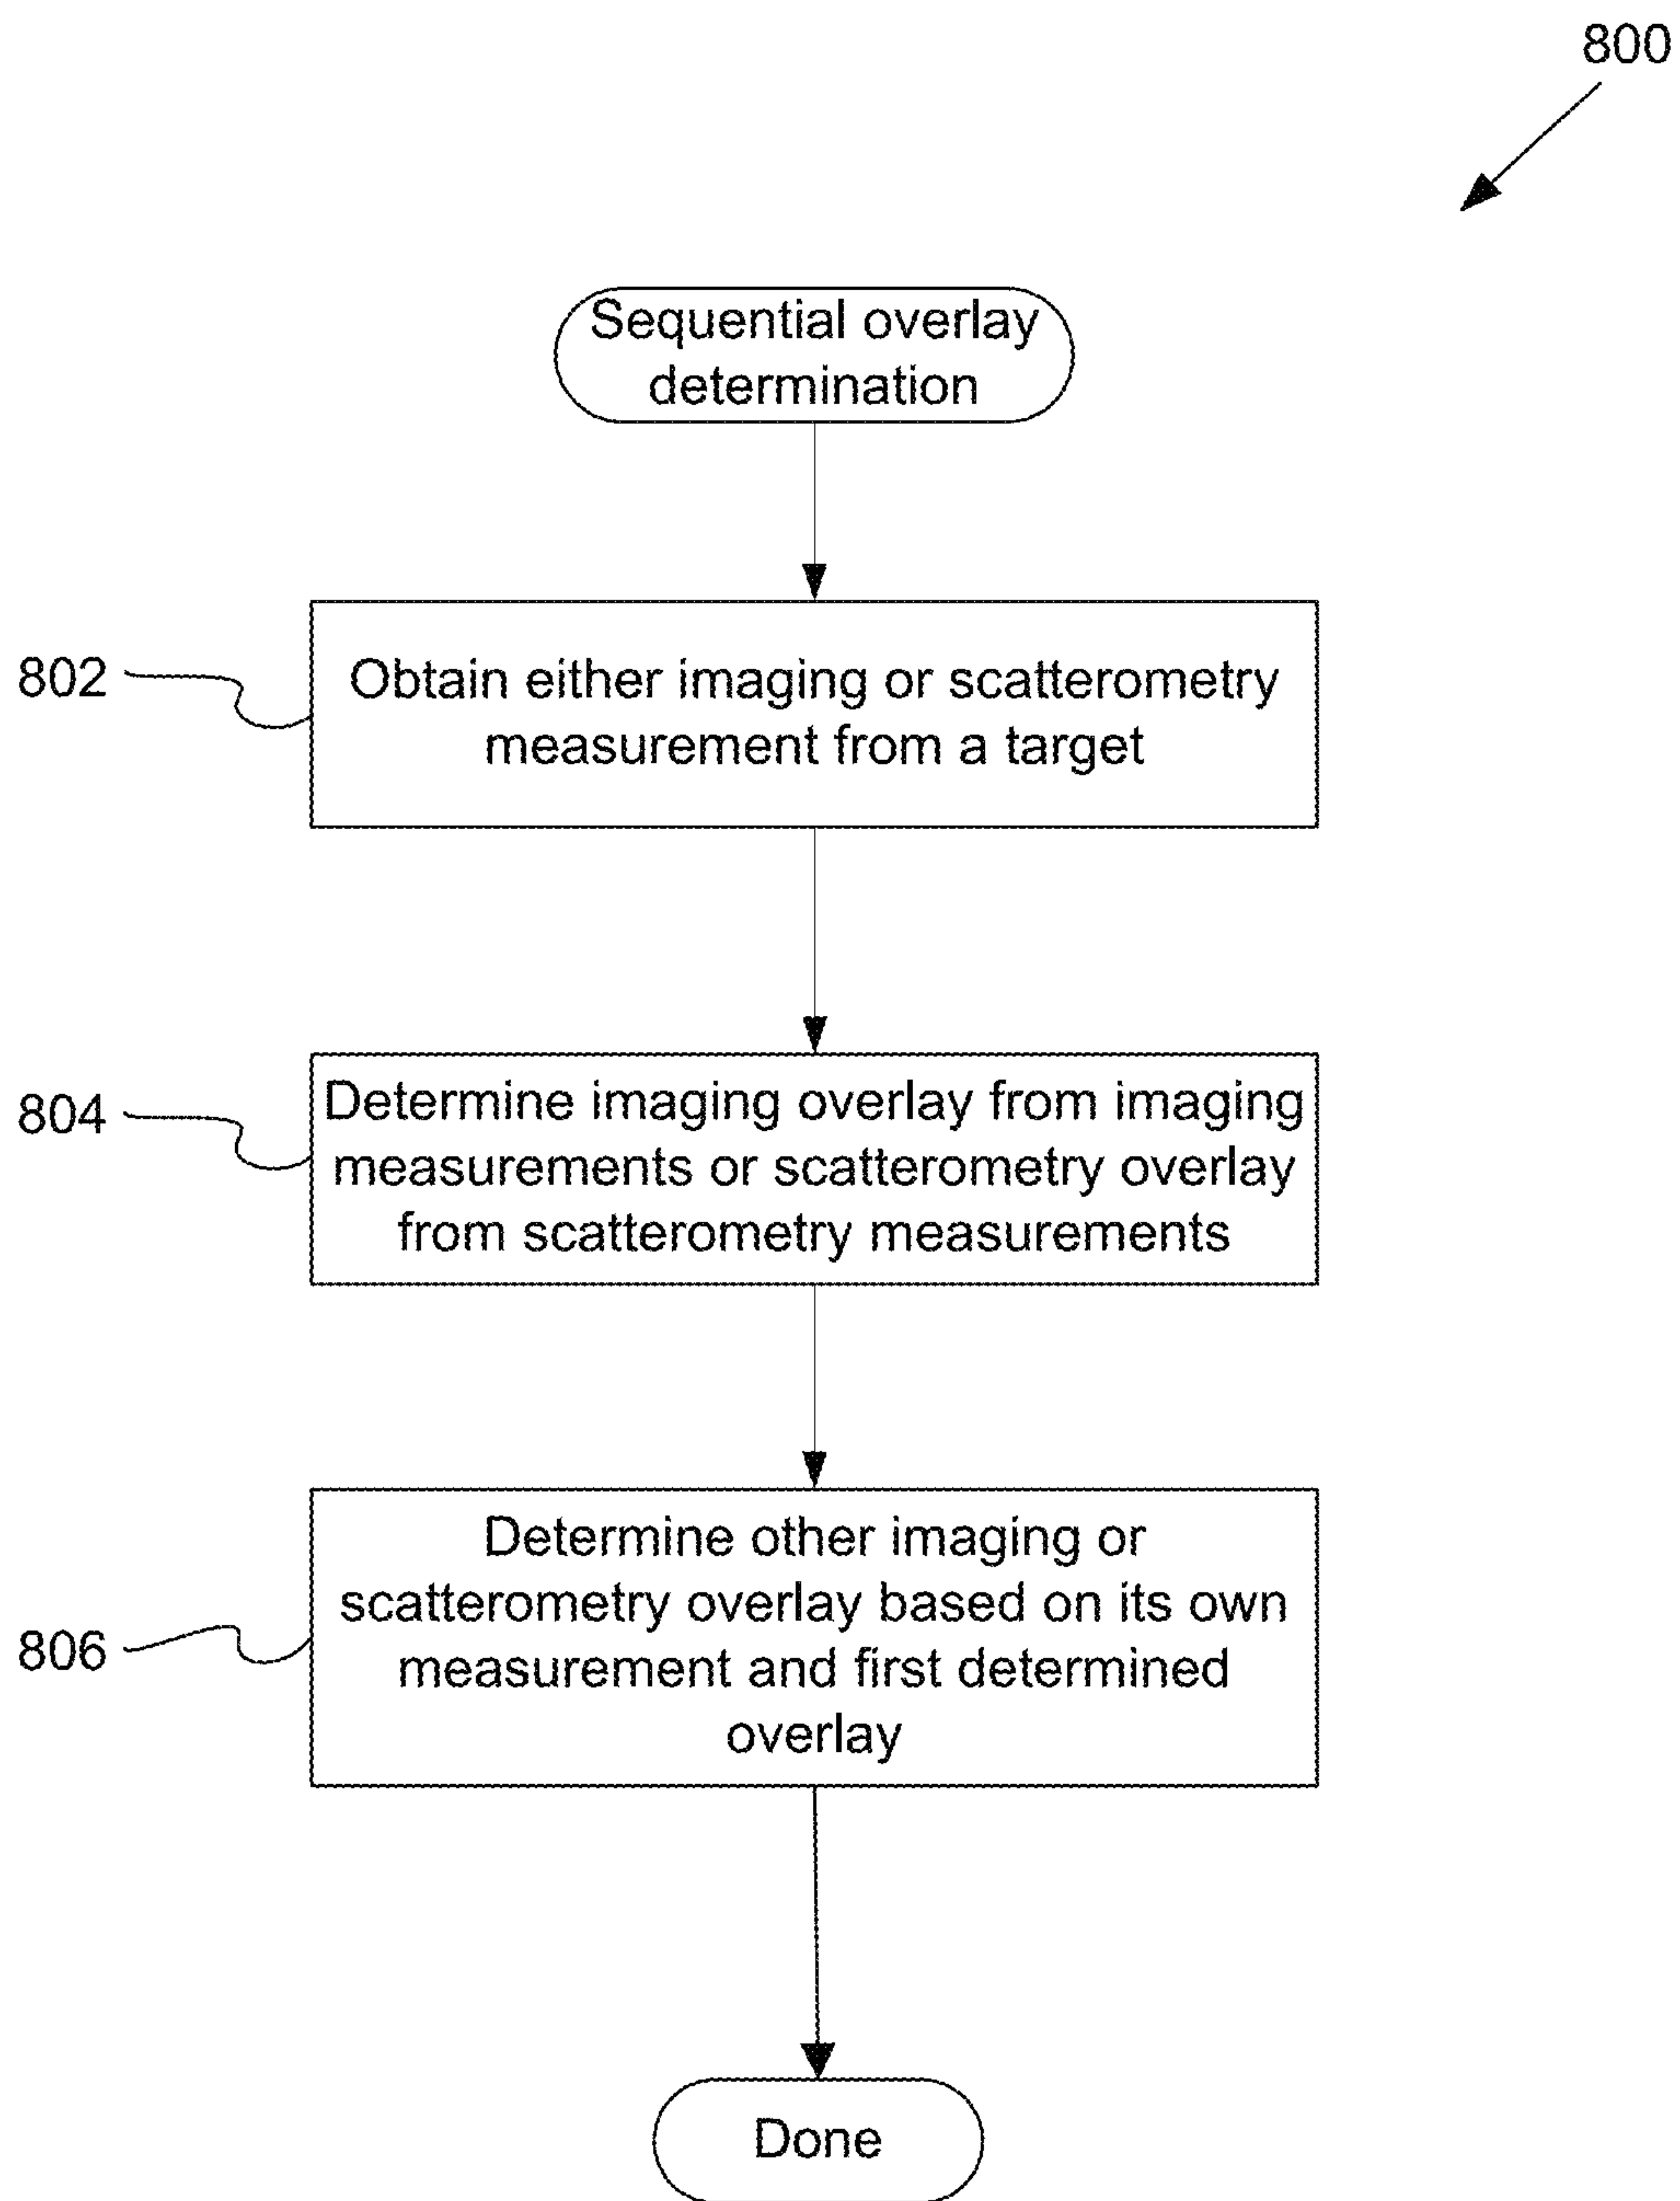 800
Sequential overlay
determination
802
Obtain either imaging or scatterometry
measurement from a target
804
Determine imaging overlay from imaging
measurements or scatterometry overlay
from scatterometry measurements
806
Determine other imaging or
scatterometry overlay based on its own
measurement and first determined
overlay
Done